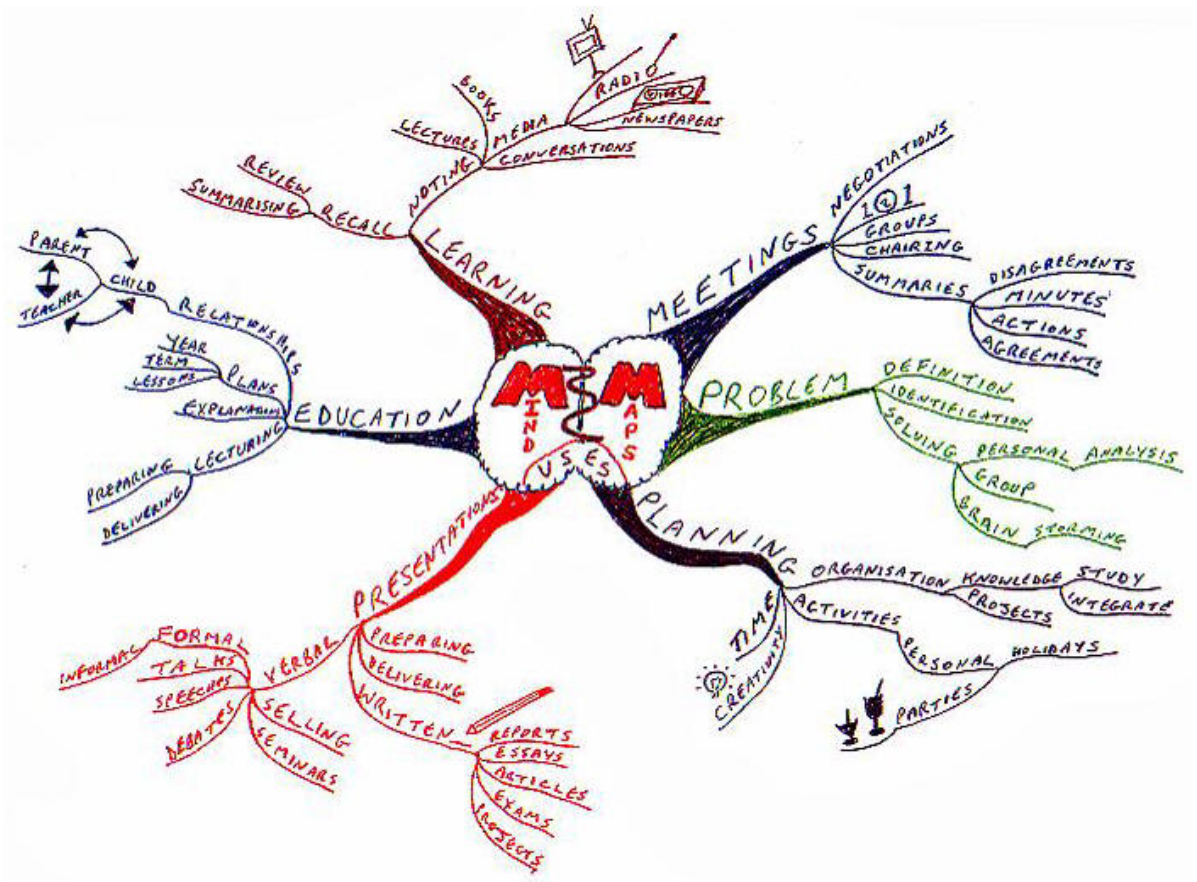 MIND MAPS
USES
LEARNING
NOTING
BOOKS
LECTURES
MEDIA
RADIO
NEWSPAPERS
CONVERSATIONS
RECALL
REVIEW
SUMMARISING
MEETINGS
NEGOTIATIONS
1 2 1
GROUPS
CHAIRING
SUMMARIES
DISAGREEMENTS
MINUTES
ACTIONS
AGREEMENTS
PROBLEM
DEFINITION
IDENTIFICATION
SOLVING
PERSONAL ANALYSIS
GROUP
BRAIN STORMING
PLANNING
ORGANISATION
KNOWLEDGE
STUDY
INTEGRATE
PROJECTS
ACTIVITIES
PERSONAL
HOLIDAYS
PARTIES
TIME
CREATIVITY
PRESENTATIONS
PREPARING
DELIVERING
WRITTEN
REPORTS
ESSAYS
ARTICLES
EXAMS
PROJECTS
VERBAL
FORMAL
INFORMAL
TALKS
SPEECHES
DEBATES
SELLING
SEMINARS
EDUCATION
RELATIONSHIPS
CHILD
PARENT
TEACHER
PLANS
YEAR
TERM
LESSONS
LECTURING
PREPARING
DELIVERING